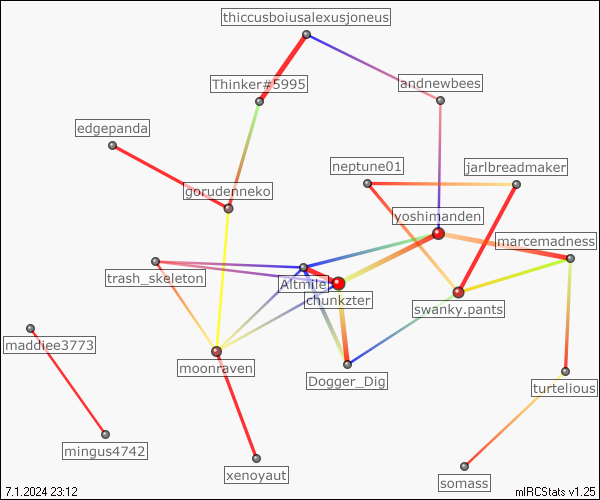 thiccusboiusalexusjoneus
Thinker#5995
andnewbees
edgepanda
neptune01
jarlbreadmaker
gorudenneko
yoshimanden
marcemadness
trash_skeleton
Altmile
chunkzter
swanky.pants
maddiee3773
moonraven
Dogger_Dig
turtelious
mingus4742
xenoyaut
somass
7.1.2024 23:12
mIRCStats v1.25